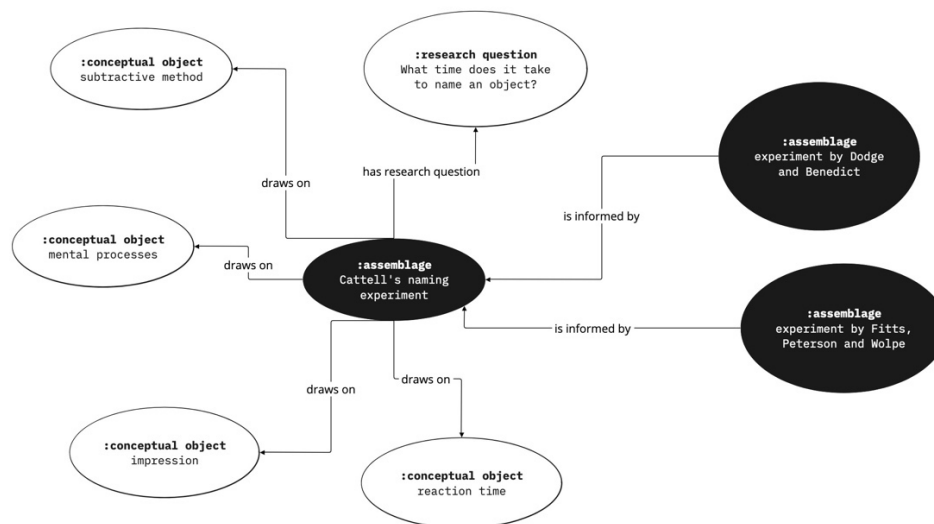 :conceptual object
subtractive method
:research question
What time does it take
to name an object?
:assemblage
experiment by Dodge
and Benedict
draws on
has research question
is informed by
:conceptual object
mental processes
draws on
:assemblage
Cattell's naming
experiment
:assemblage
experiment by Fitts,
Peterson and Wolpe
is informed by
draws on
draws on
:conceptual object
impression
:conceptual object
reaction time